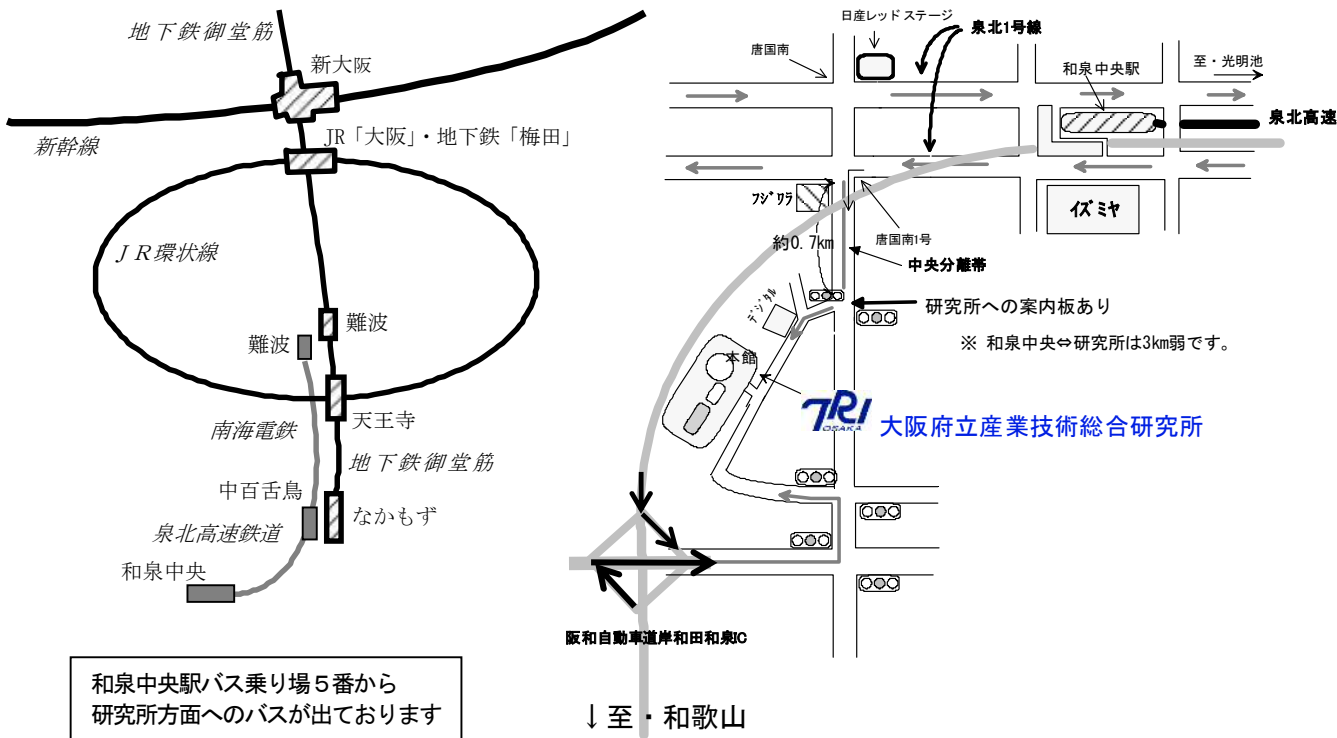 地下鉄御堂筋
新大阪
新幹線
JR「大阪」・地下鉄「梅田」
ＪＲ環状線
難波
難波
天王寺
南海電鉄
地下鉄御堂筋
中百舌鳥
なかもず
泉北高速鉄道
和泉中央
和泉中央駅バス乗り場５番から
研究所方面へのバスが出ております
日産レッドステージ
泉北1号線
唐国南
和泉中央駅
至・光明池
泉北高速
フジワラ
イズミヤ
約0.7km
唐国南1号
中央分離帯
デジタル
研究所への案内板あり
※ 和泉中央⇔研究所は3㎞弱です。
本館
TRI
OSAKA
大阪府立産業技術総合研究所
阪和自動車道岸和田和泉IC
↓至・和歌山